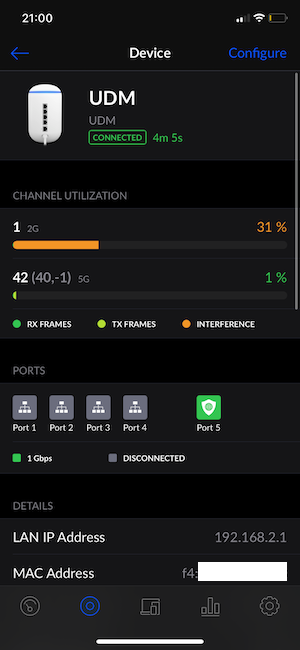 21:00
Device
Configure
UDM
UDM
CONNECTED 4m 5s
CHANNEL UTILIZATION
1 2G 31 %
42 (40,-1) 5G 1 %
RX FRAMES TX FRAMES INTERFERENCE
PORTS
Port 1 Port 2 Port 3 Port 4 Port 5
1 Gbps DISCONNECTED
DETAILS
LAN IP Address 192.168.2.1
MAC Address f4: